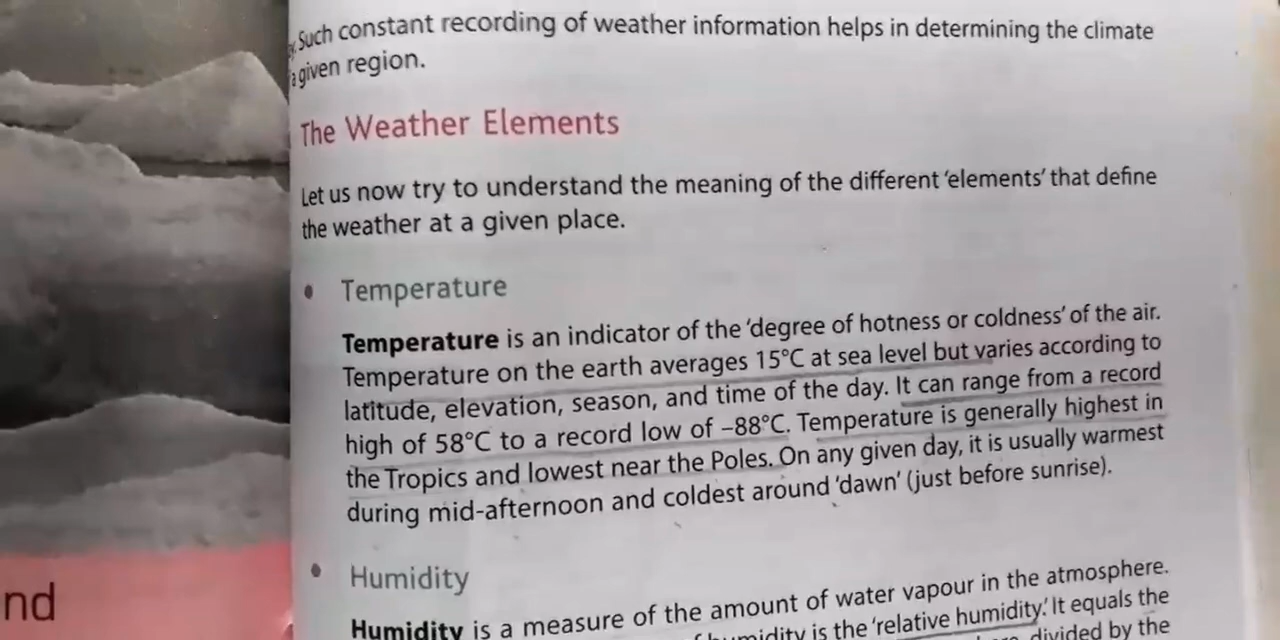 Such constant recording of weather information helps in determining the climate
a given region.
The Weather Elements
Let us now try to understand the meaning of the different 'elements' that define
the weather at a given place.
• Temperature
Temperature is an indicator of the 'degree of hotness or coldness' of the air.
Temperature on the earth averages 15°C at sea level but varies according to
latitude, elevation, season, and time of the day. It can range from a record
high of 58°C to a record low of –88°C. Temperature is generally highest in
the Tropics and lowest near the Poles. On any given day, it is usually warmest
during mid-afternoon and coldest around 'dawn' (just before sunrise).
• Humidity
Humidity is a measure of the amount of water vapour in the atmosphere.
humidity is the 'relative humidity.' It equals the
divided by the
nd